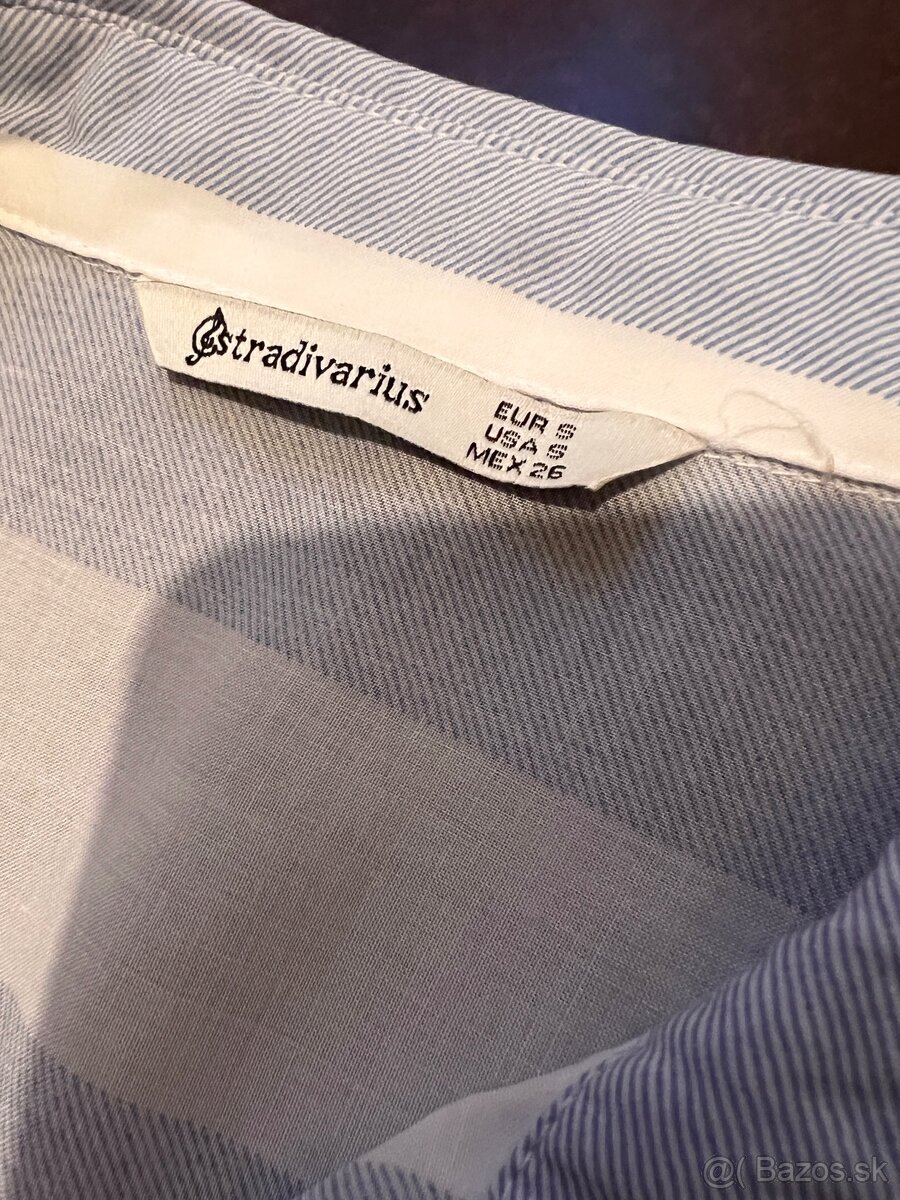 stradivarius
EUR S
USA S
MEX 26
@( Bazos.sk